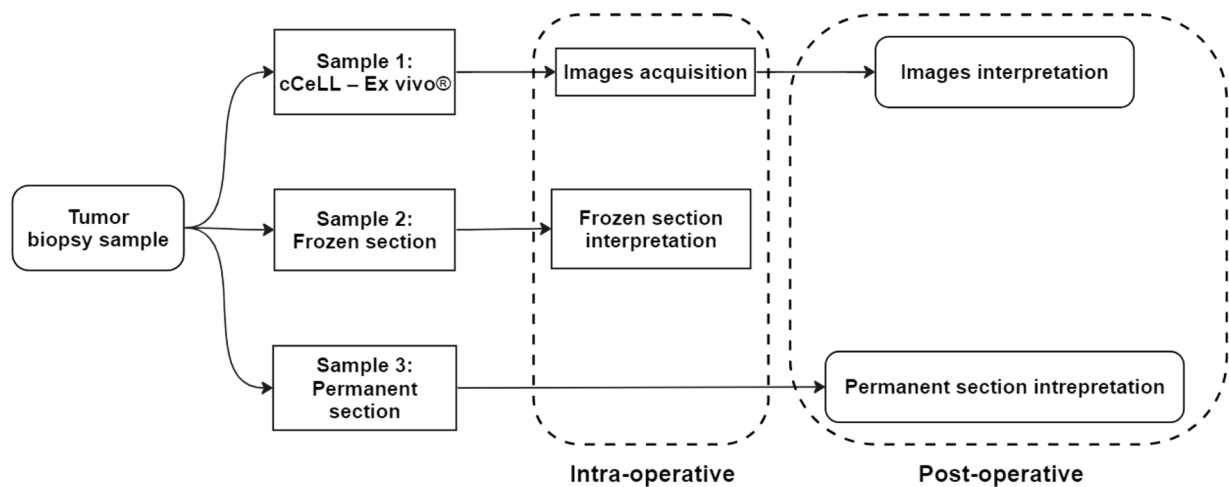 Sample 1:
cCeLL – Ex vivo®
Images acquisition
Images interpretation
Tumor
biopsy sample
Sample 2:
Frozen section
Frozen section
interpretation
Sample 3:
Permanent
section
Permanent section intrepretation
Intra-operative
Post-operative